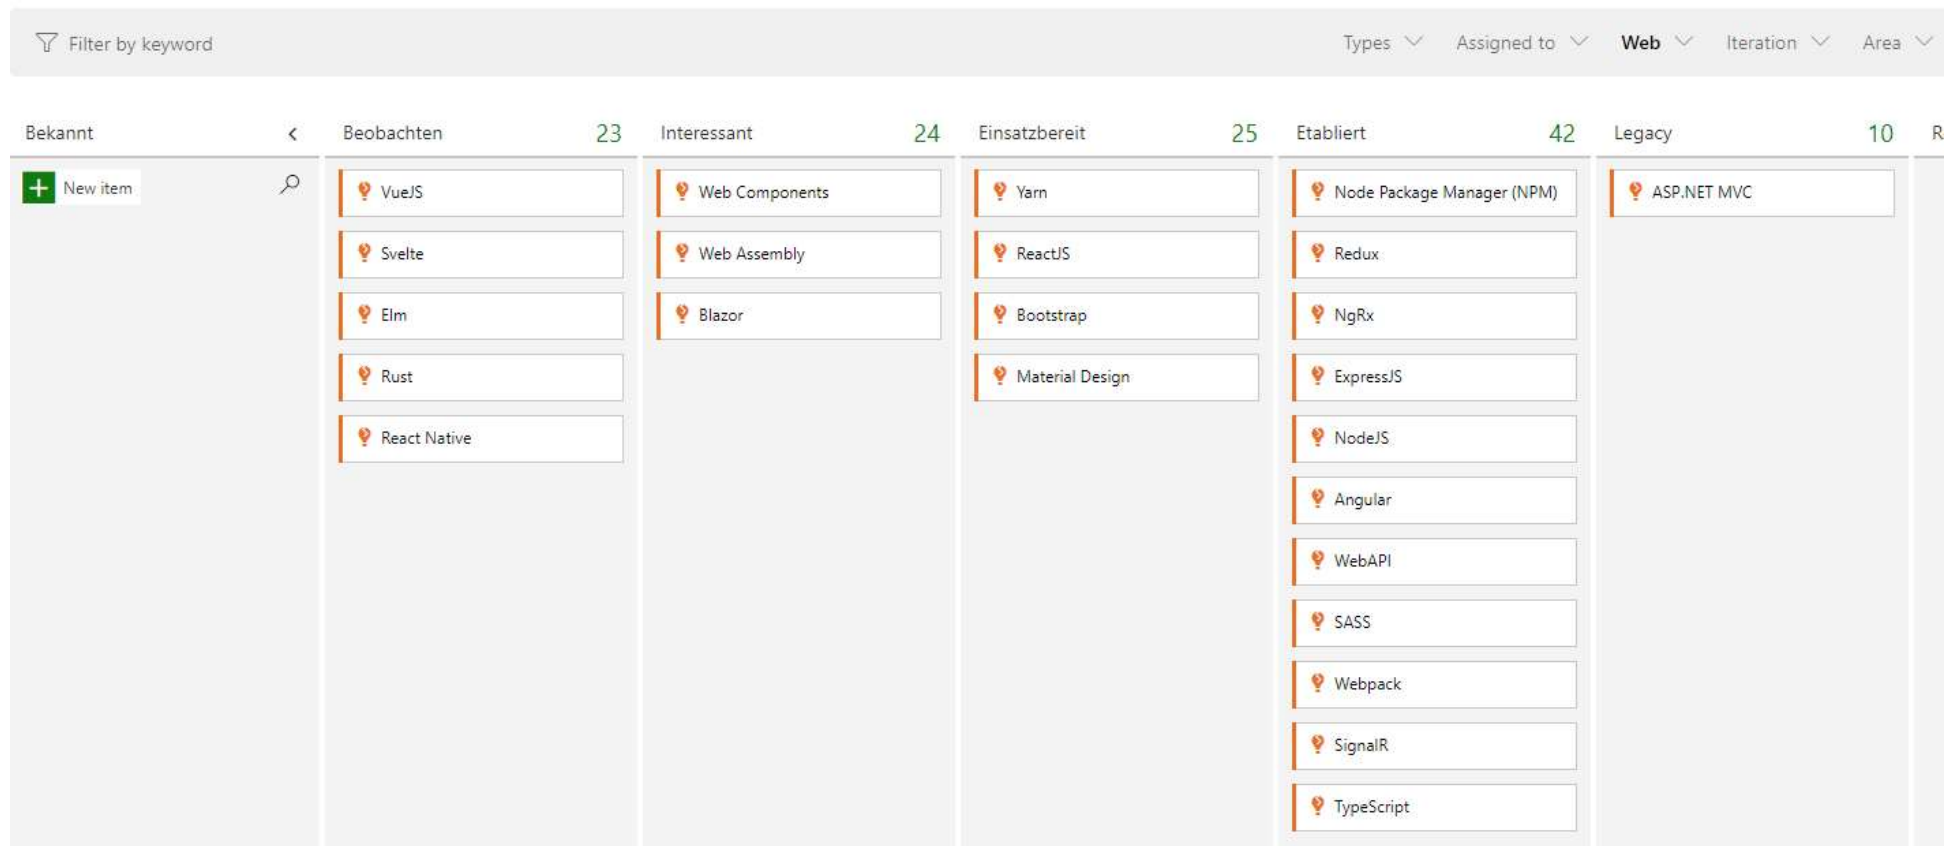 Filter by keyword
Types
Assigned to
Web
Iteration
Area
Bekannt
New item
Beobachten 23
VueJS
Svelte
Elm
Rust
React Native
Interessant 24
Web Components
Web Assembly
Blazor
Einsatzbereit 25
Yarn
ReactJS
Bootstrap
Material Design
Etabliert 42
Node Package Manager (NPM)
Redux
NgRx
ExpressJS
NodeJS
Angular
WebAPI
SASS
Webpack
SignalR
TypeScript
Legacy 10
ASP.NET MVC